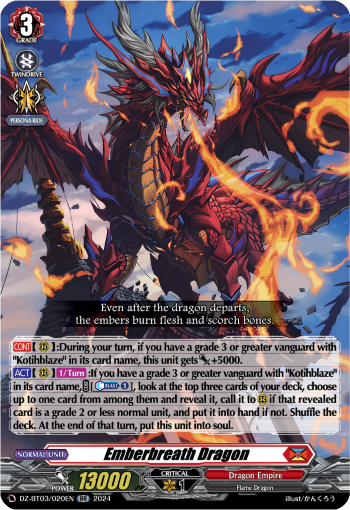 3
GRADE
TWINDRIVE
PERSONA RIDE
Even after the dragon departs,
the embers burn flesh and scorch bones.
CONT【】:During your turn, if you have a grade 3 or greater vanguard with
"Kothblaze" in its card name, this unit gets +5000.
ACT【】1/Turn:If you have a grade 3 or greater vanguard with "Kothblaze"
in its card name, [BLAST 1], look at the top three cards of your deck, choose
up to one card from among them and reveal it, call it to if that revealed
card is a grade 2 or less normal unit, and put it into hand if not. Shuffle the
deck. At the end of that turn, put this unit into soul.
NORMAL UNIT
Emberbreath Dragon
POWER 13000
CRITICAL
1
Dragon Empire
Flame Dragon
DZ-BT03/020EN RR 2024
illust/かんくろう